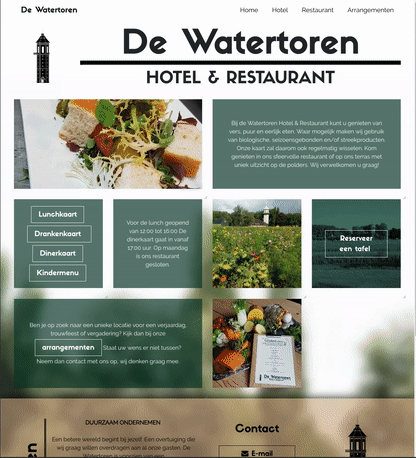 De Watertoren
Home Hotel Restaurant Arrangementen
De Watertoren
HOTEL & RESTAURANT
Bij de Watertoren Hotel & Restaurant kunt u genieten van
vers, puur en eerlijk eten. Waar mogelijk maken wij gebruik
van biologische, seizoensgebonden en/of streekproducten.
Onze kaart zal daarom ook regelmatig wisselen. Kom
genieten in ons sfeervolle restaurant of op ons terras met
uniek uitzicht op de polders. Wij verwelkomen u graag!
Lunchkaart
Drankenkaart
Dinerkaart
Kindermenu
Voor de lunch geopend
van 12:00 tot 16:00 De
dinerkaart gaat in vanaf
17:00 uur. Op maandag
is ons restaurant
gesloten.
Reserveer
een tafel
Ben je op zoek naar een unieke locatie voor een verjaardag,
trouwfeest of vergadering? Kijk dan bij onze
arrangementen Staat uw wens er niet tussen?
Neem dan contact met ons op, wij denken graag mee.
De Watertoren
DUURZAAM ONDERNEMEN
Een betere wereld begint bij jezelf. Een overtuiging die
wij graag willen overdragen aan al onze gasten. De
Contact
E-mail